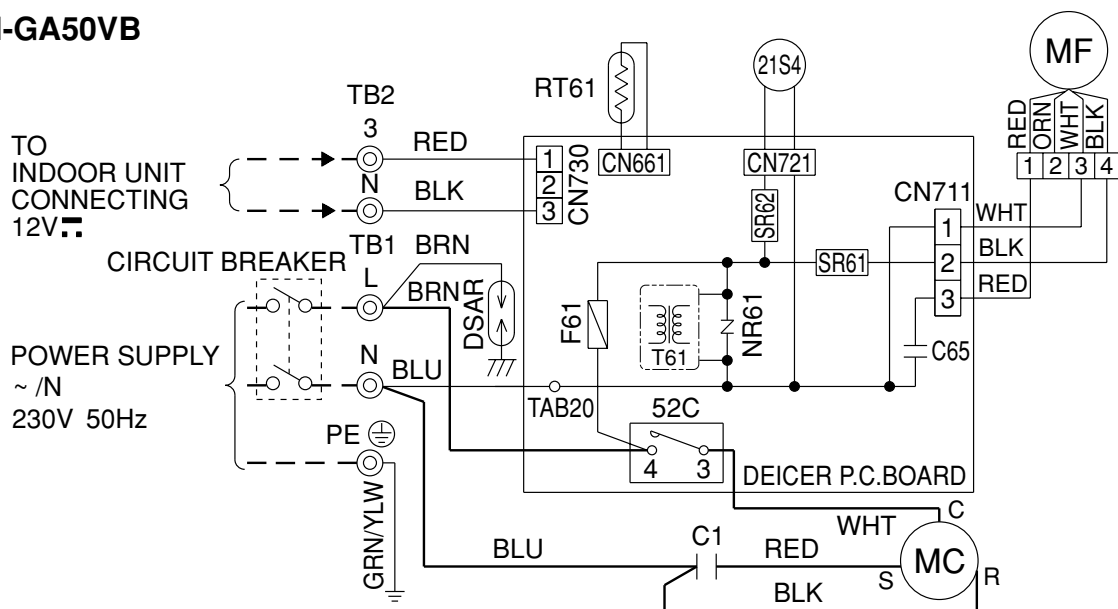 -GA50VB
MF
21S4
RT61
TB2
3
RED
ORN
WHT
BLK
TO
INDOOR UNIT
CONNECTING
12V
RED
N
BLK
1
2
3
CN730
CN661
CN721
1 2 3 4
CN711
SR62
1
2
3
WHT
BLK
RED
TB1
BRN
CIRCUIT BREAKER
L
BRN
DSAR
SR61
F61
T61
NR61
C65
POWER SUPPLY
~ /N
230V 50Hz
N
BLU
TAB20
52C
4 3
PE
DEICER P.C.BOARD
GRN/YLW
WHT
C
BLU
C1
RED
MC
S
R
BLK